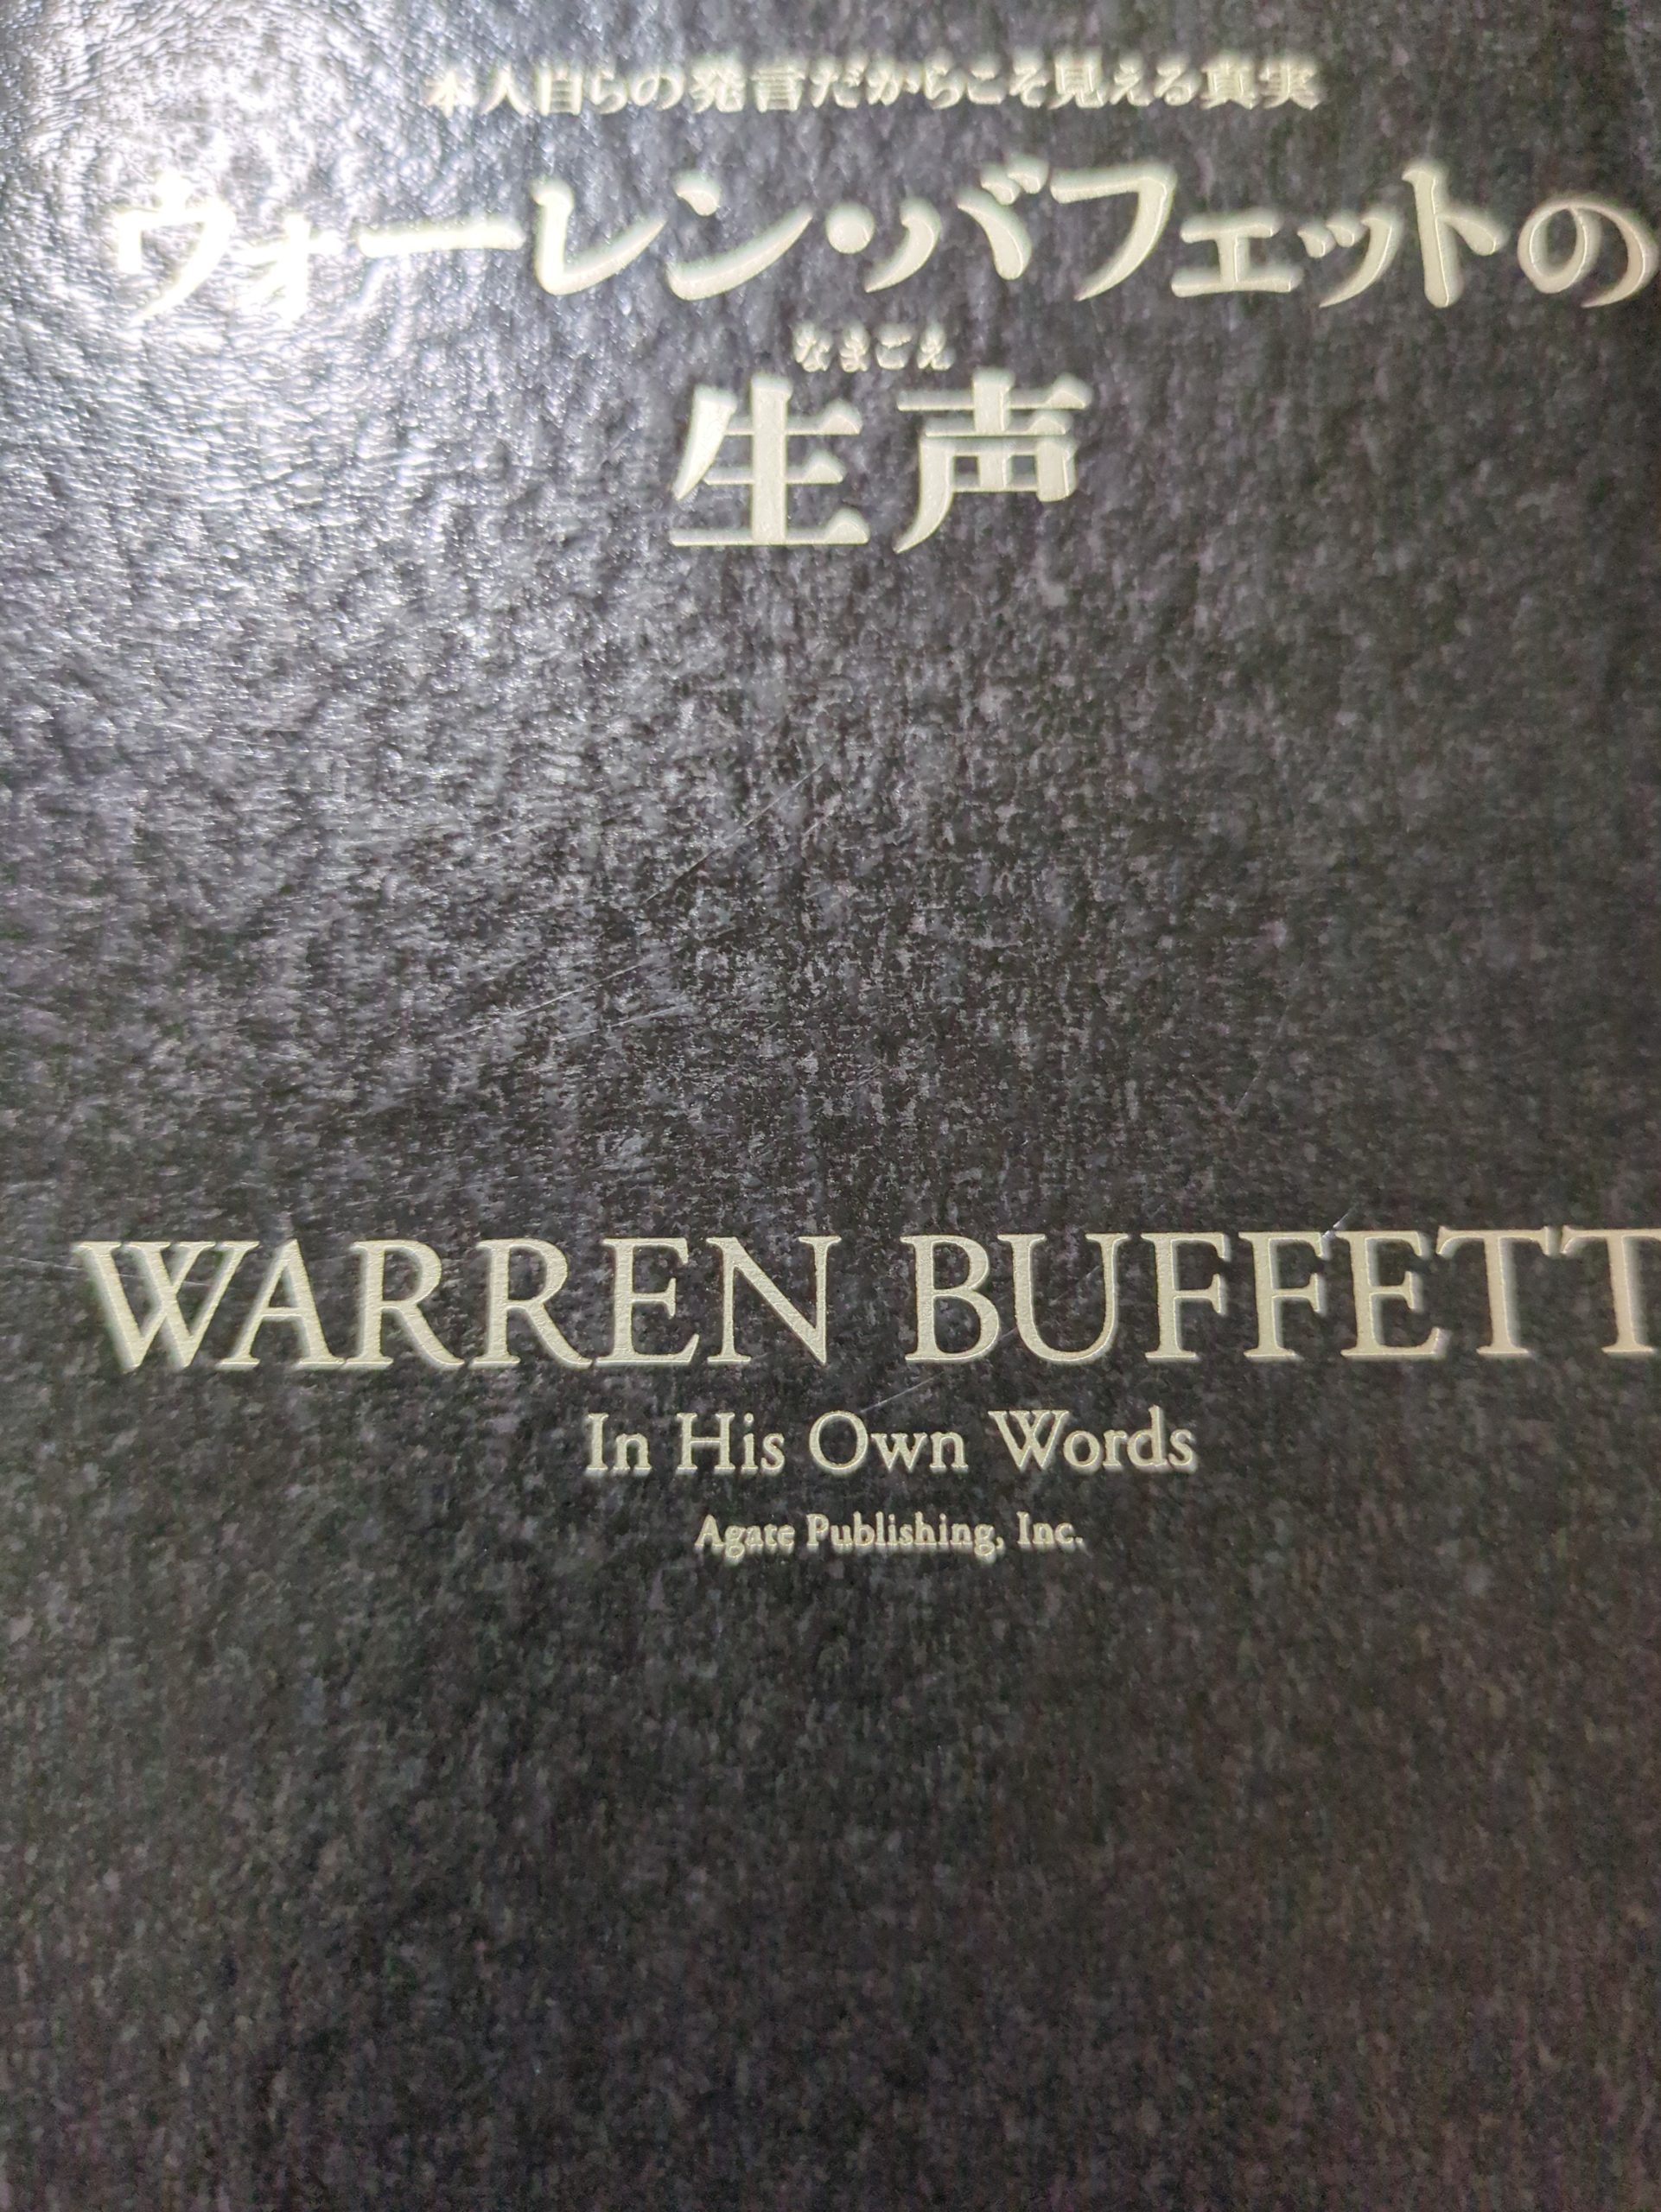 本人自らの発言だからこそ見える真実
ウォーレン・バフェットの
なまごえ
生声
WARREN BUFFETT
In His Own Words
Agate Publishing, Inc.